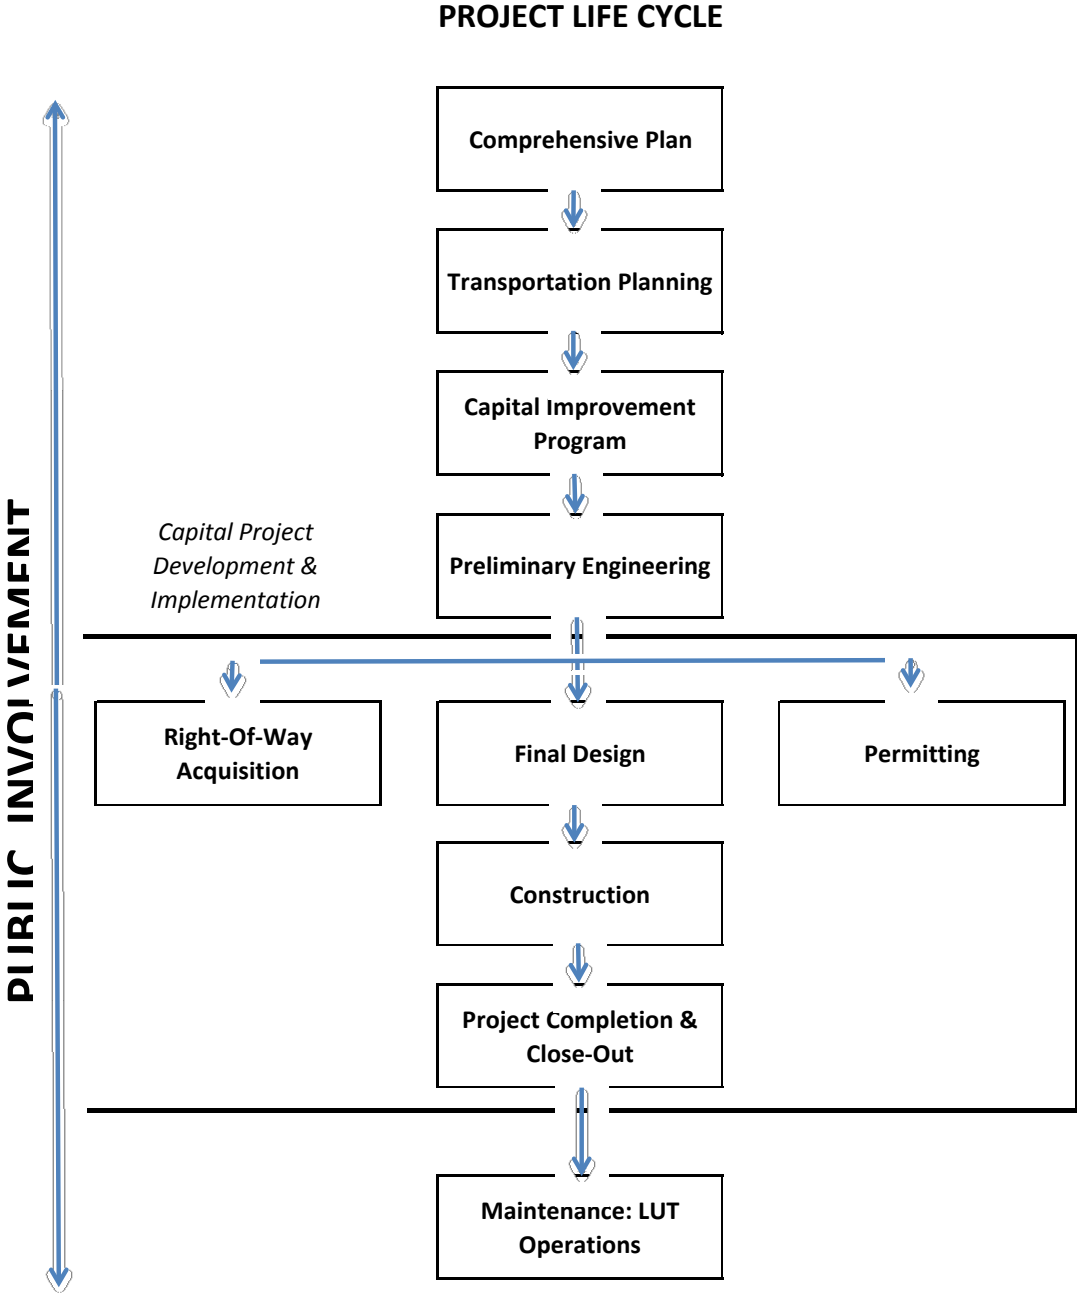 PROJECT LIFE CYCLE
Comprehensive Plan
Transportation Planning
Capital Improvement
Program
Capital Project
Development &
Implementation
Preliminary Engineering
PUBLIC INVOLVEMENT
Right-Of-Way
Acquisition
Final Design
Permitting
Construction
Project Completion &
Close-Out
Maintenance: LUT
Operations